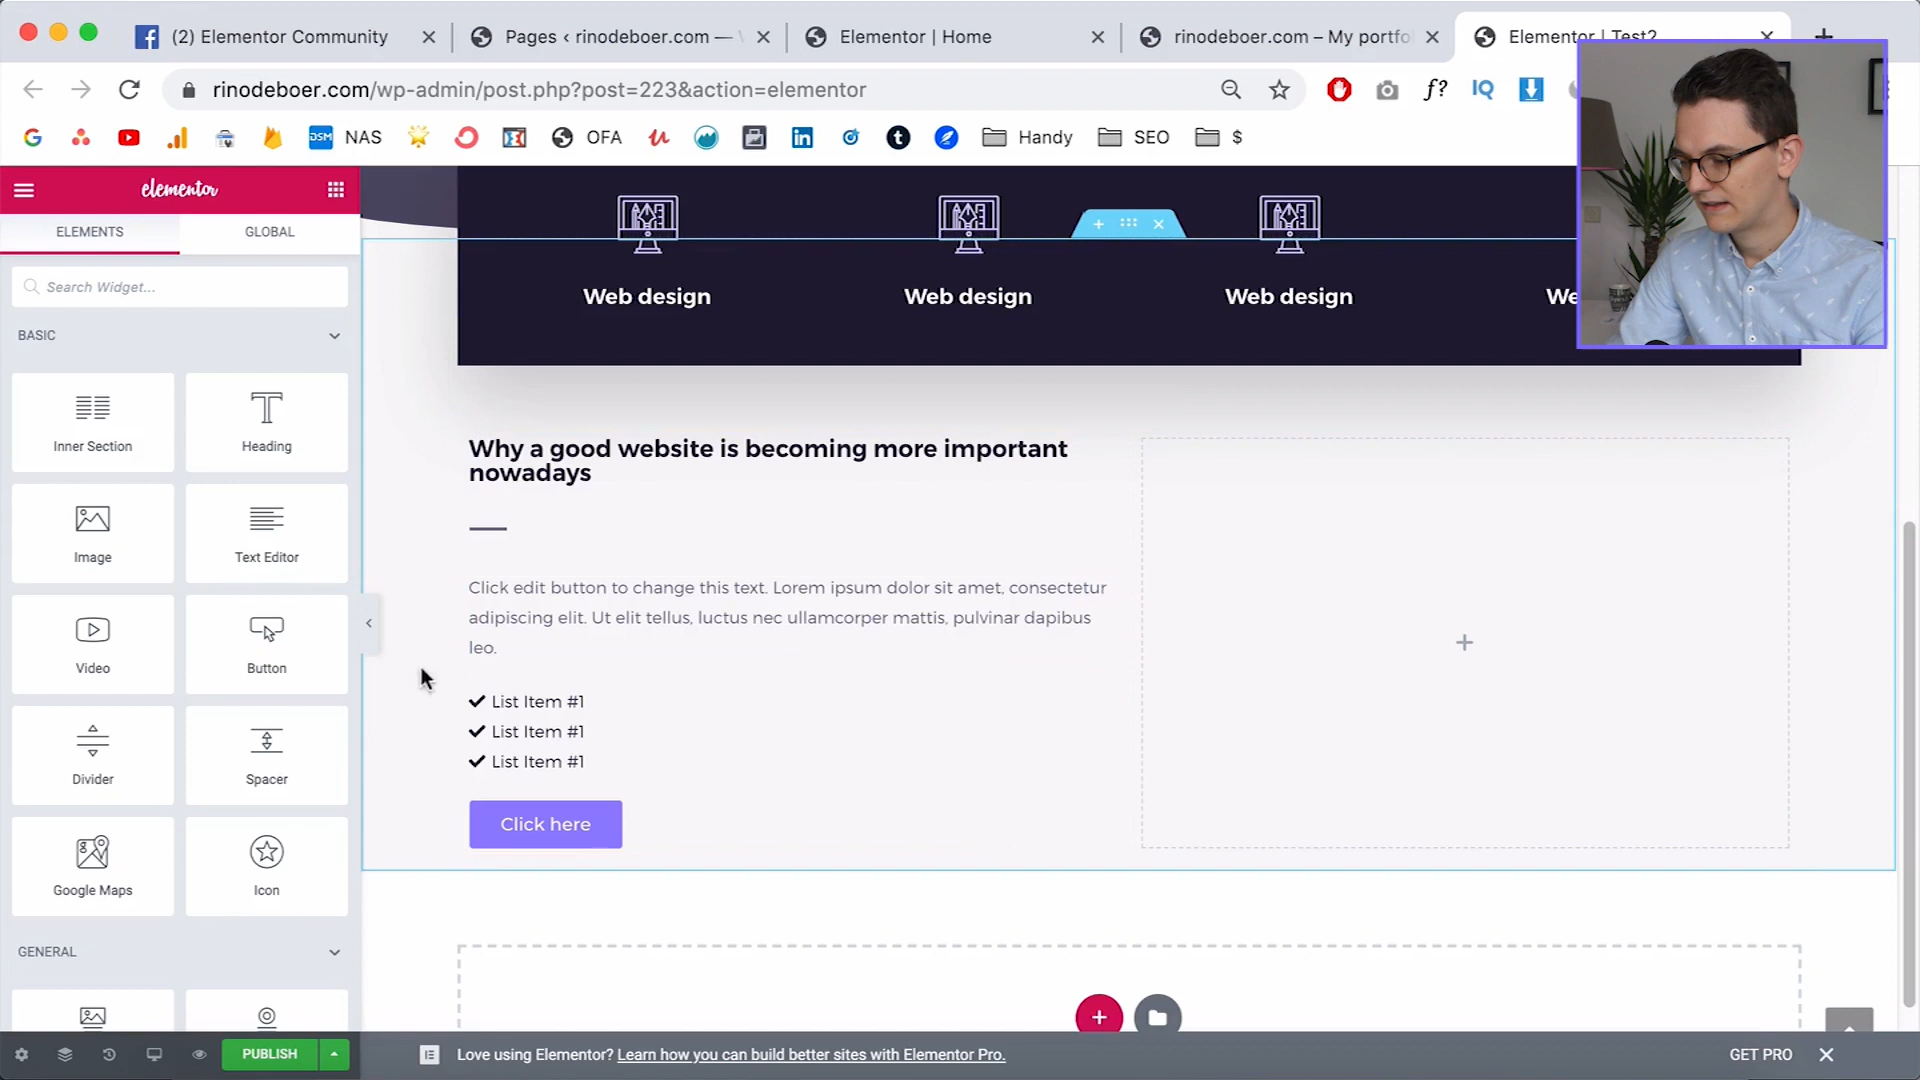 (2) Elementor Community
Pages ‹ rinodeboer.com —
Elementor | Home
rinodeboer.com – My portfo
Elementor | Test2
rinodeboer.com/wp-admin/post.php?post=223&action=elementor
f?
IQ
G
DSM
NAS
OFA
in
t
Handy
SEO
$
elementor
ELEMENTS
GLOBAL
Search Widget...
BASIC
Inner Section
Heading
Image
Text Editor
Video
Button
Divider
Spacer
Google Maps
Icon
GENERAL
Web design
Web design
Web design
We
Why a good website is becoming more important
nowadays
Click edit button to change this text. Lorem ipsum dolor sit amet, consectetur
adipiscing elit. Ut elit tellus, luctus nec ullamcorper mattis, pulvinar dapibus
leo.
List Item #1
List Item #1
List Item #1
Click here
PUBLISH
Love using Elementor? Learn how you can build better sites with Elementor Pro.
GET PRO